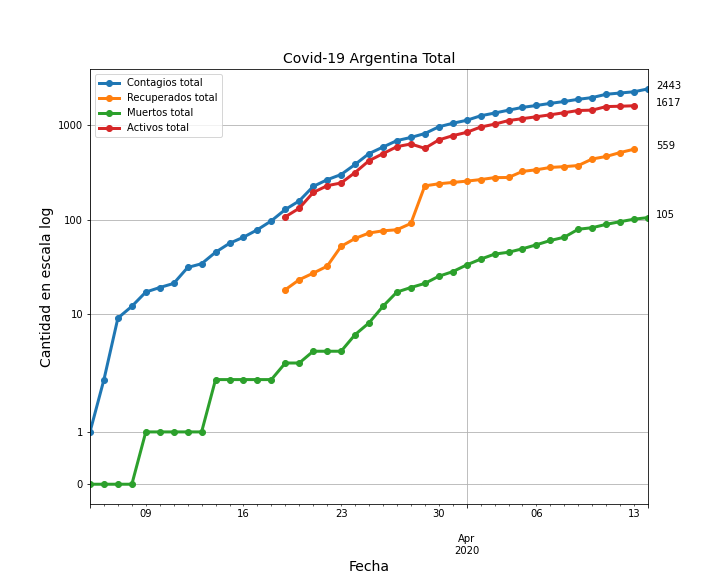 Covid-19 Argentina Total
Contagios total
Recuperados total
Muertos total
Activos total
2443
1617
559
105
1000
100
10
1
0
Cantidad en escala log
09
16
23
30
06
13
Apr
2020
Fecha